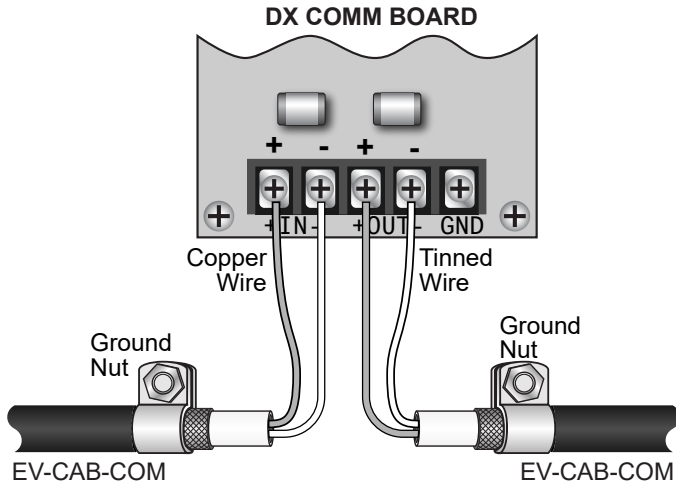 DX COMM BOARD
+ - + -
+IN- +OUT- GND
Copper
Wire
Tinned
Wire
Ground
Nut
Ground
Nut
EV-CAB-COM
EV-CAB-COM